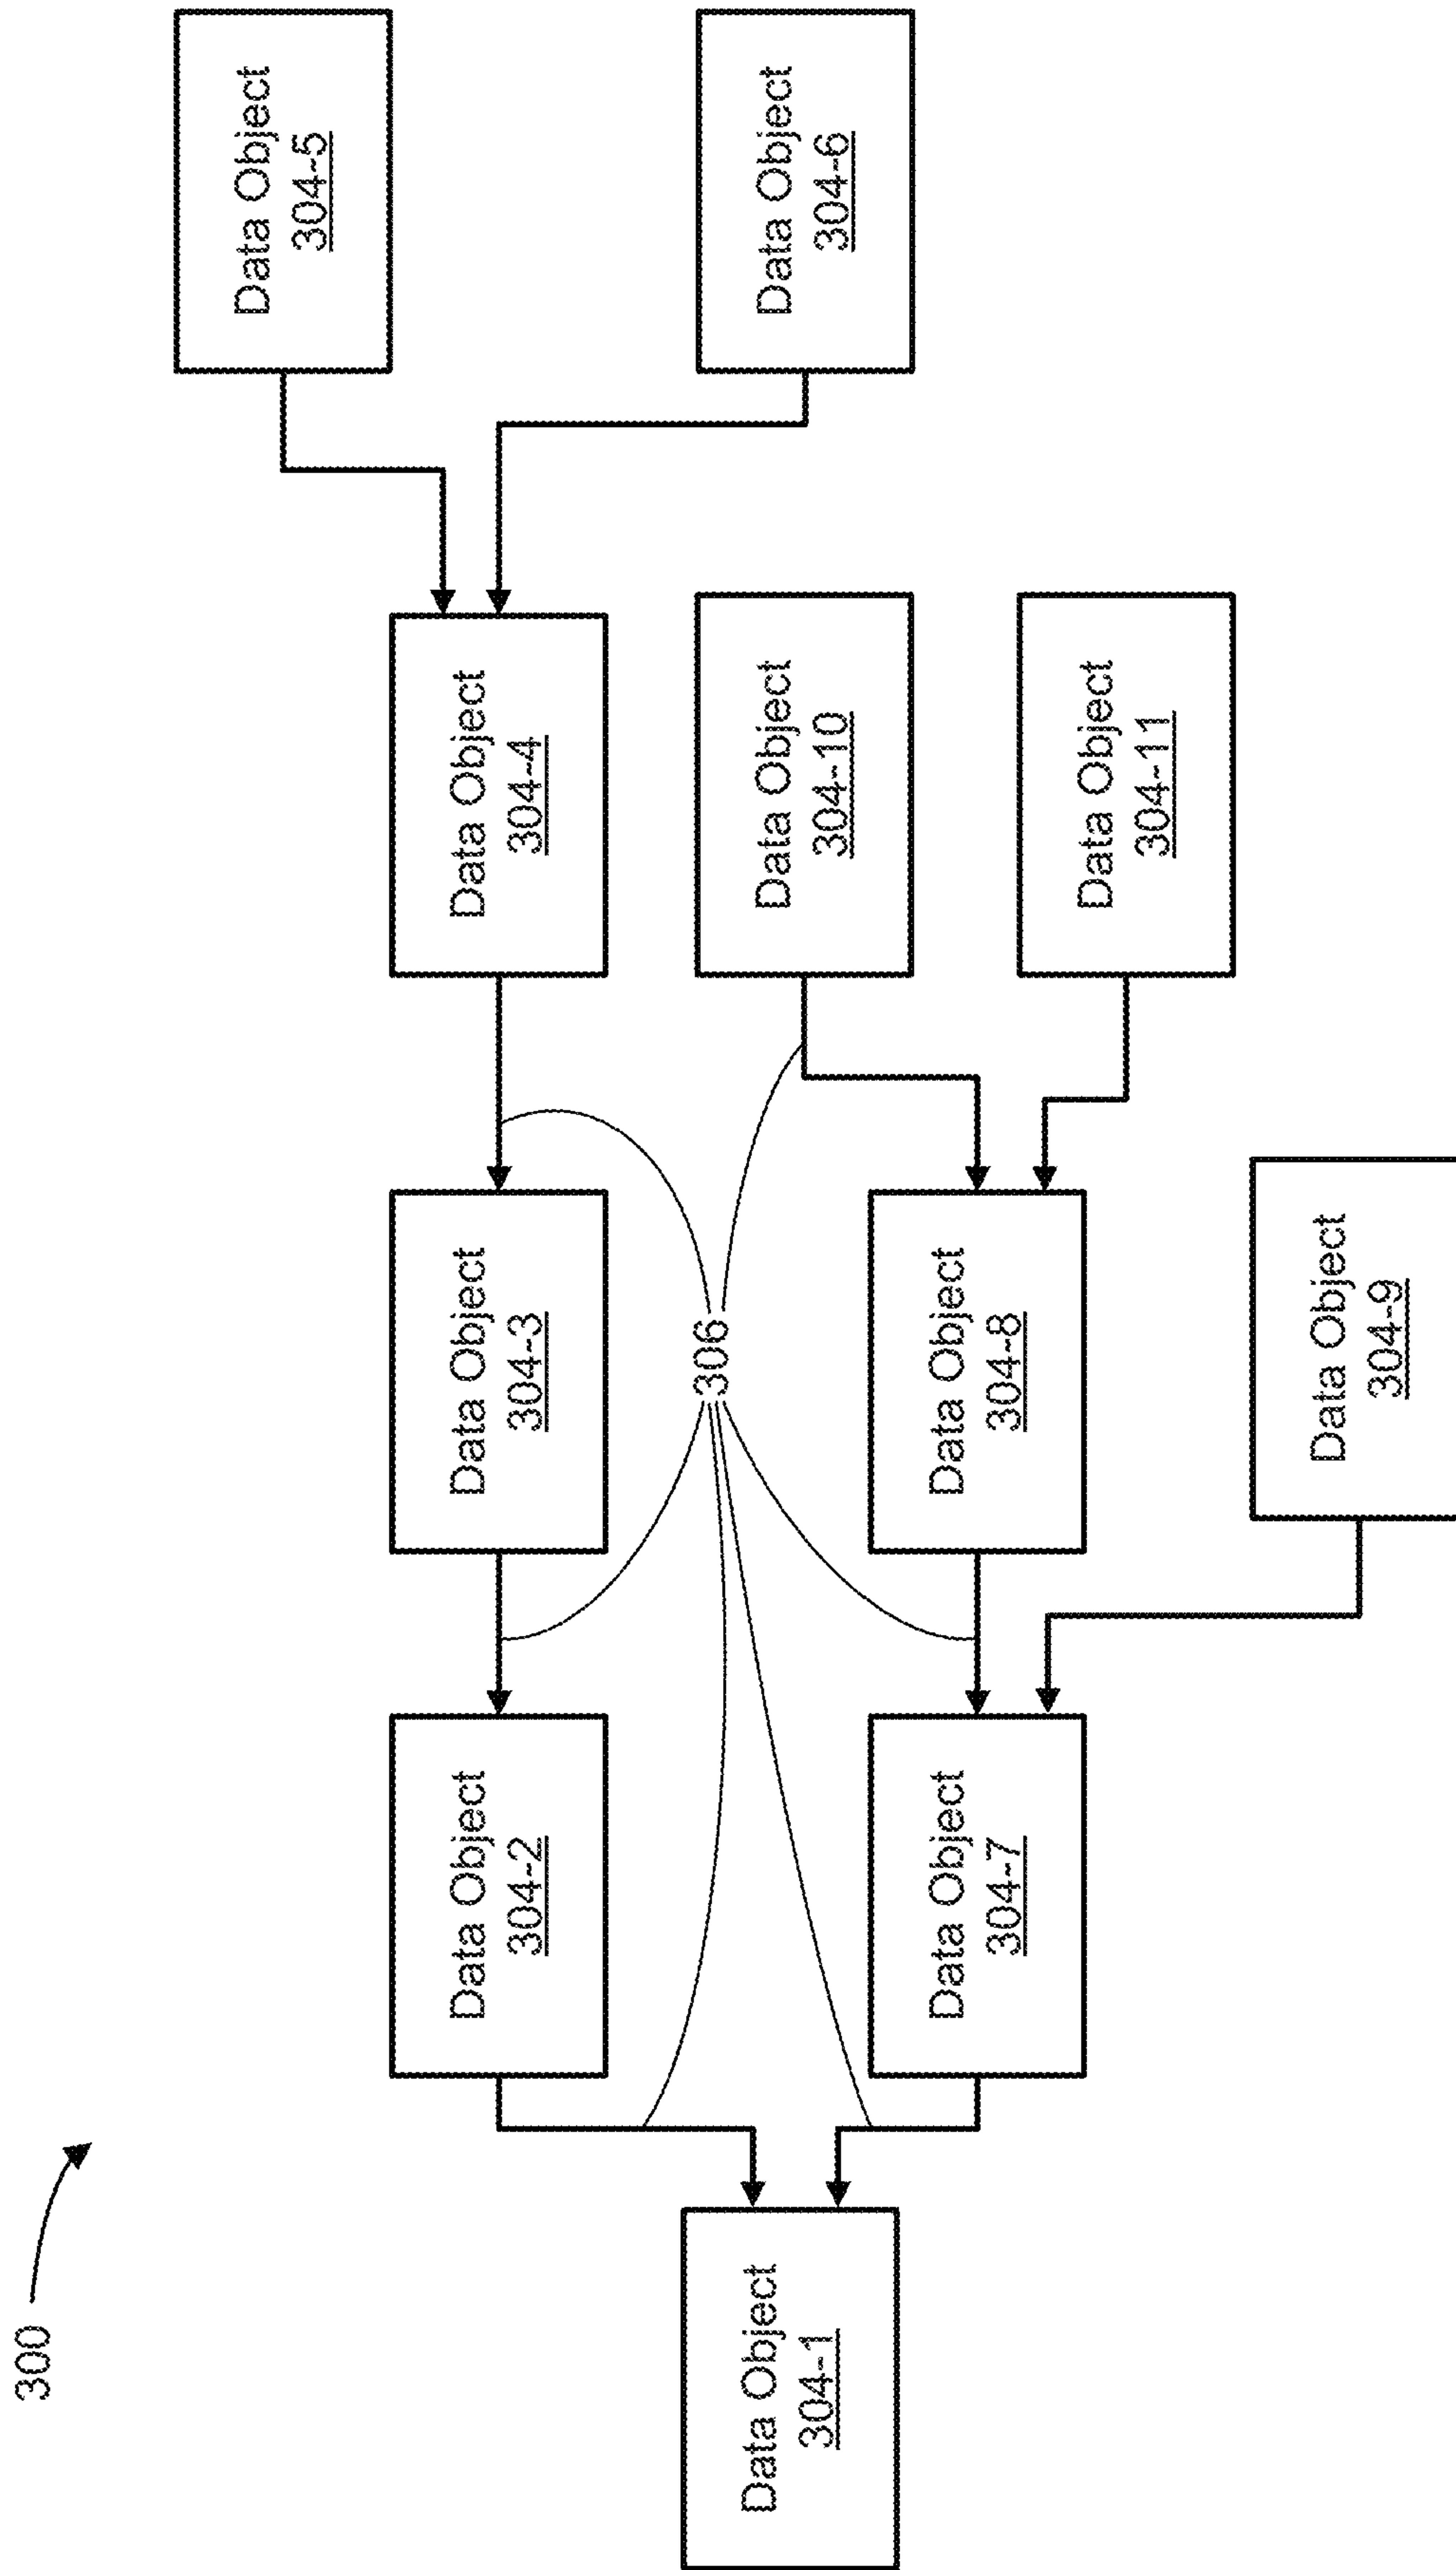 300
Data Object
304-1
Data Object
304-2
Data Object
304-3
Data Object
304-4
Data Object
304-5
306
Data Object
304-6
Data Object
304-7
Data Object
304-8
Data Object
304-10
Data Object
304-11
Data Object
304-9